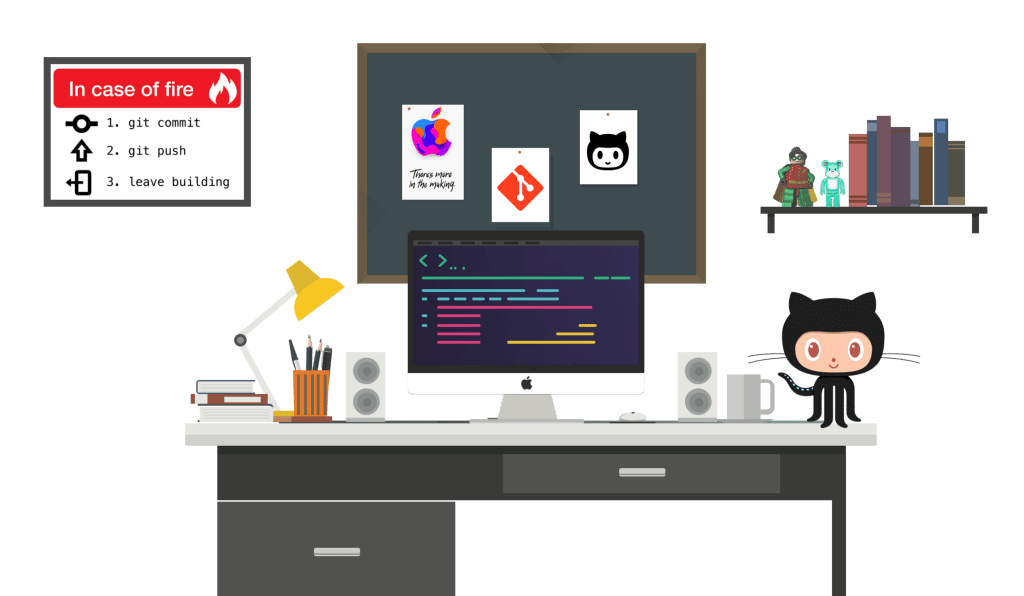 In case of fire
1. git commit
2. git push
3. leave building
There's more
in the making.